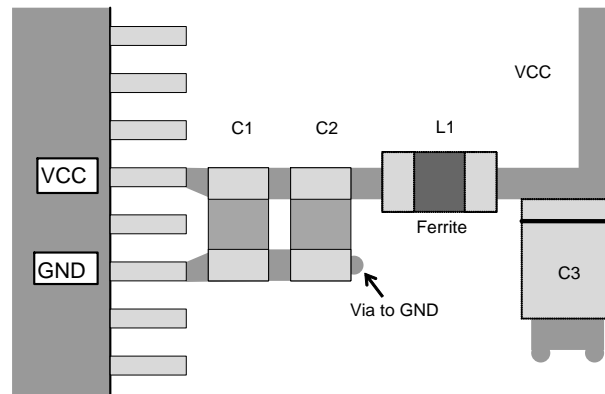 VCC
C1 C2 L1
VCC
GND
Ferrite
C3
Via to GND